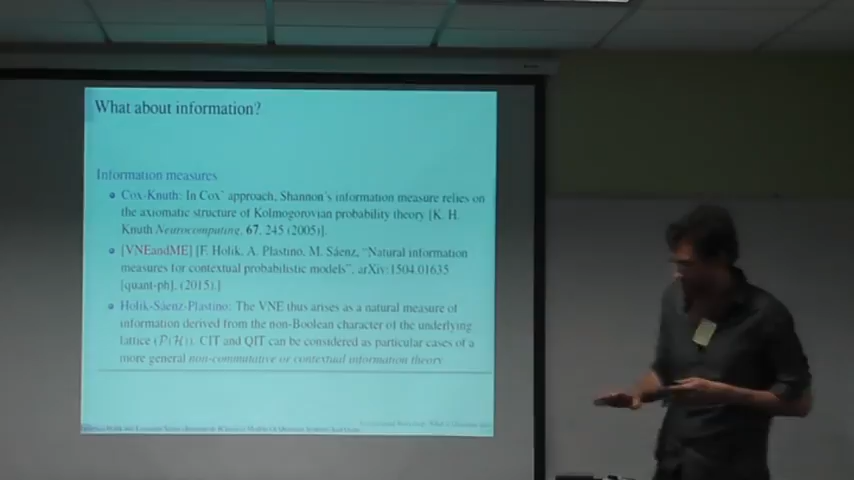 What about information?
Information measures
Cox-Knuth: In Cox` approach, Shannon's information measure relies on
the axiomatic structure of Kolmogorovian probability theory [K. H.
Knuth Neurocomputing, 67, 245 (2005)].
[VNEandME] [F. Holik, A. Plastino, M. Sáenz, "Natural information
measures for contextual probabilistic models", arXiv:1504.01635
[quant-ph], (2015).]
Holik-Sáenz-Plastino: The VNE thus arises as a natural measure of
information derived from the non-Boolean character of the underlying
lattice (P(H)). CIT and QIT can be considered as particular cases of a
more general non-commutative or contextual information theory.